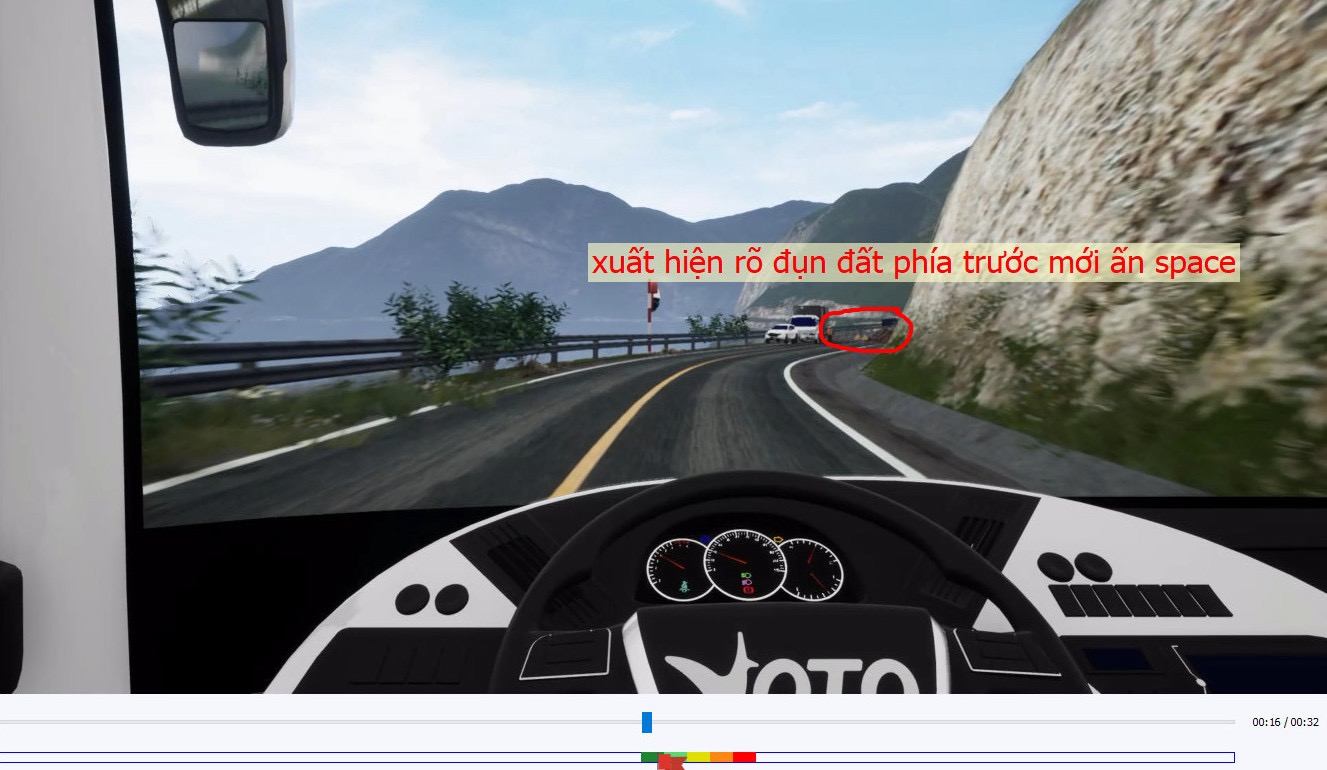 xuất hiện rõ đụn đất phía trước mới ấn space
OTO
00:16 / 00:32